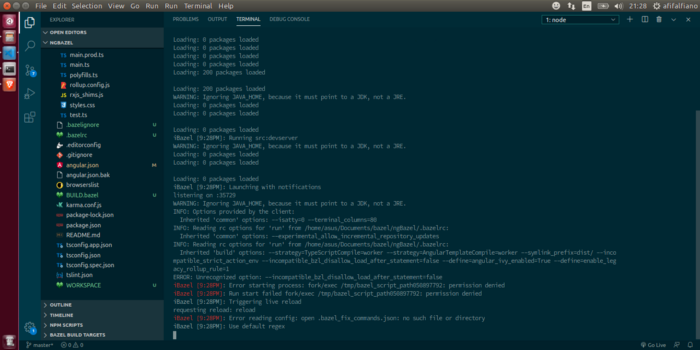 File Edit Selection View Go Run Run Terminal Help
21:28
afifalfiano
EXPLORER
OPEN EDITORS
NGBAZEL
TS main.prod.ts
TS main.ts
TS polyfills.ts
rollup.config.js
rxjs_shims.js
styles.css
TS test.ts
.bazelignore U
.bazelrc U
.editorconfig
.gitignore
angular.json M
angular.json.bak
browserslist
BUILD.bazel U
karma.conf.js
package-lock.json
package.json
README.md
tsconfig.app.json
tsconfig.json
tsconfig.spec.json
tslint.json
WORKSPACE U
OUTLINE
TIMELINE
NPM SCRIPTS
BAZEL BUILD TARGETS
PROBLEMS OUTPUT TERMINAL DEBUG CONSOLE
1: node
Loading: 0 packages loaded
Loading: 0 packages loaded
Loading: 0 packages loaded
Loading: 0 packages loaded
Loading: 208 packages loaded
Loading: 208 packages loaded
WARNING: Ignoring JAVA_HOME, because it must point to a JDK, not a JRE.
Loading: 0 packages loaded
Loading: 0 packages loaded
Loading: 0 packages loaded
iBazel [9:28PM]: Running src:devserver
WARNING: Ignoring JAVA_HOME, because it must point to a JDK, not a JRE.
Loading: 0 packages loaded
Loading: 0 packages loaded
Loading: 0 packages loaded
iBazel [9:28PM]: Launching with notifications
listening on :35729
WARNING: Ignoring JAVA_HOME, because it must point to a JDK, not a JRE.
INFO: Options provided by the client:
Inherited 'common' options: --isatty=0 --terminal_columns=80
INFO: Reading rc options for 'run' from /home/asus/Documents/bazel/ngBazel/.bazelrc:
Inherited 'common' options: --experimental_allow_incremental_repository_updates
INFO: Reading rc options for 'run' from /home/asus/Documents/bazel/ngBazel/.bazelrc:
Inherited 'build' options: --strategy=TypeScriptCompile=worker --strategy=AngularTemplateCompile=worker --symlink_prefix=dist/ --inco
mpatible_strict_action_env --incompatible_bzl_disallow_load_after_statement=false --define=angular_ivy_enabled=True --define=enable_leg
acy_rollup_rule=1
ERROR: Unrecognized option: --incompatible_bzl_disallow_load_after_statement=false
iBazel [9:28PM]: Error starting process: fork/exec /tmp/bazel_script_path050897792: permission denied
iBazel [9:28PM]: Run start failed fork/exec /tmp/bazel_script_path050897792: permission denied
iBazel [9:28PM]: Triggering live reload
requesting reload: reload
iBazel [9:28PM]: Error reading config: open .bazel_fix_commands.json: no such file or directory
iBazel [9:28PM]: Use default regex
master* 0 0
Go Live